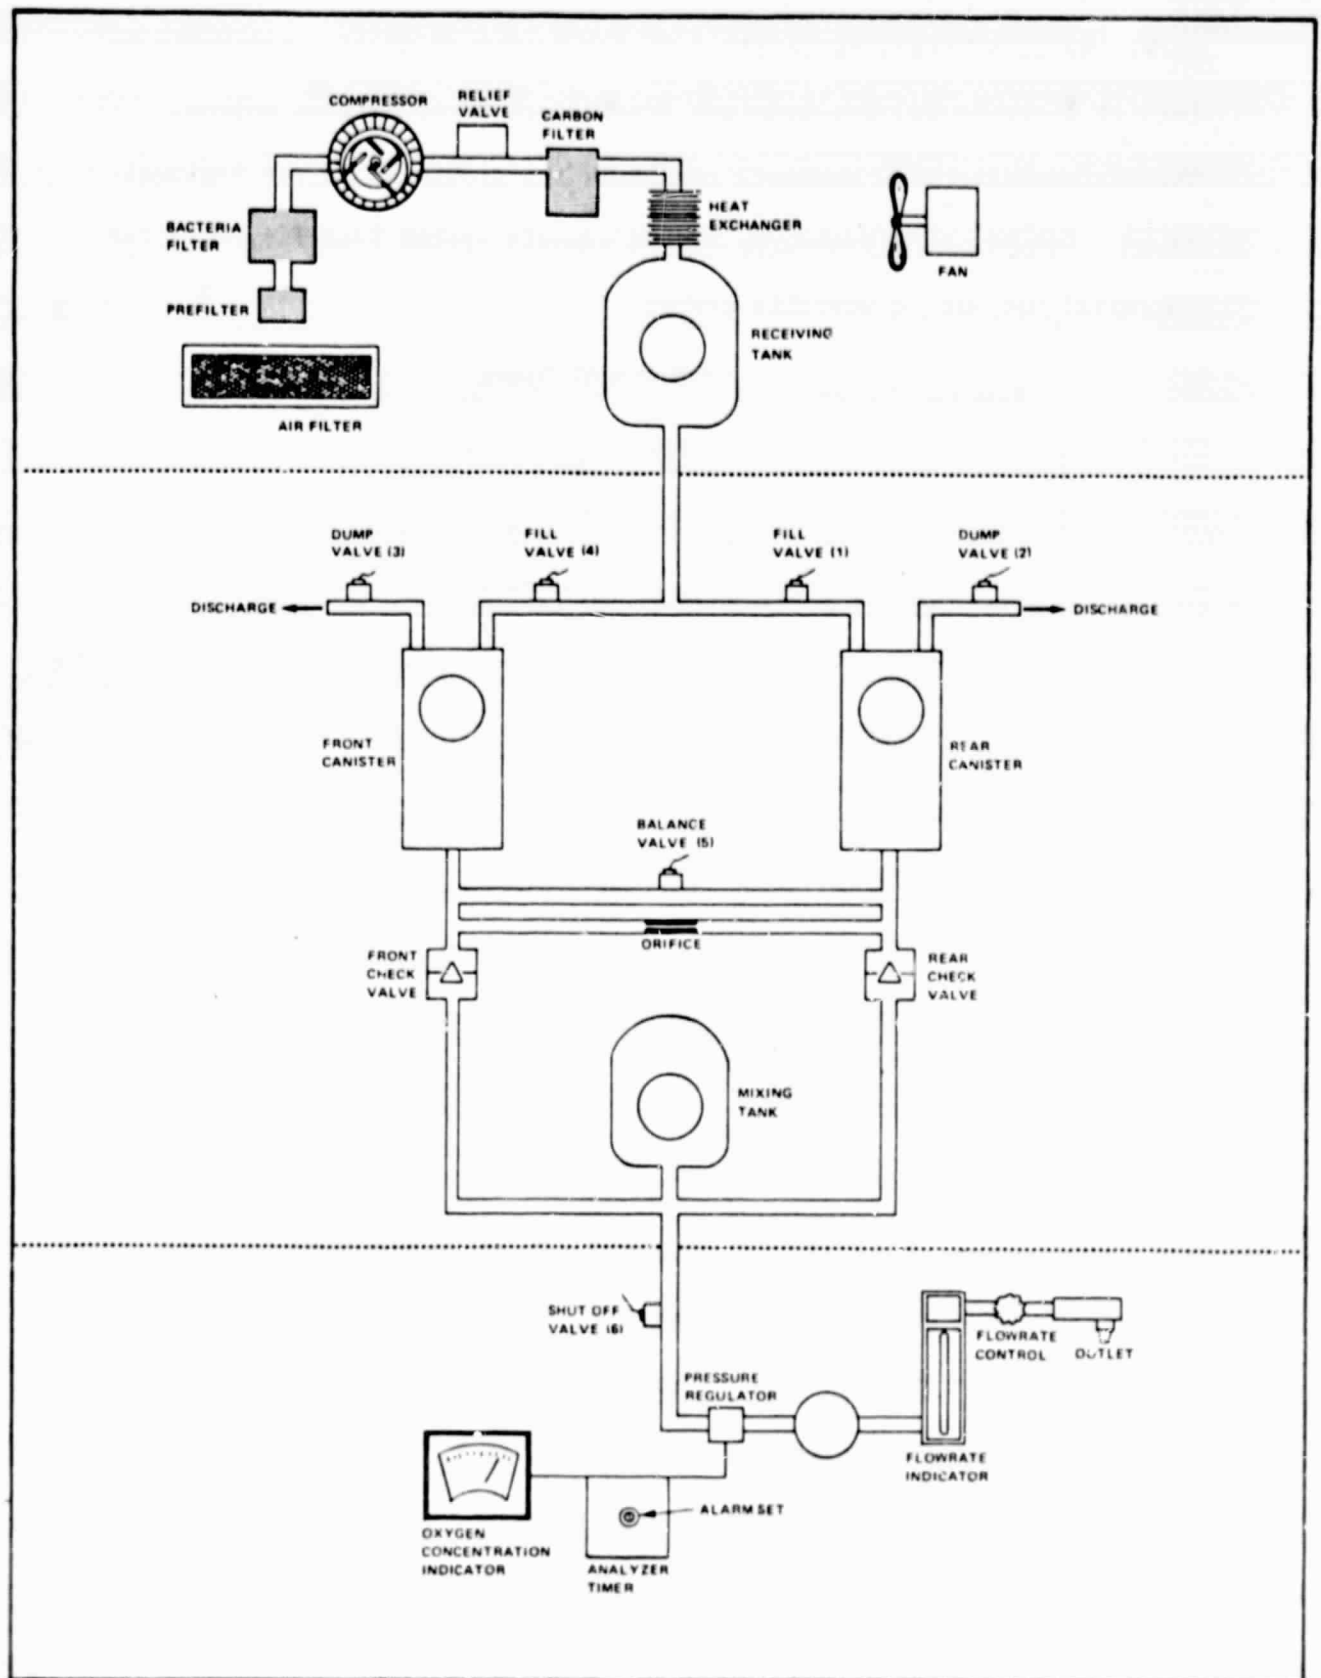 COMPRESSOR
RELIEF
VALVE
CARBON
FILTER
BACTERIA
FILTER
HEAT
EXCHANGER
FAN
PREFILTER
RECEIVING
TANK
AIR FILTER
DUMP
VALVE (3)
FILL
VALVE (4)
FILL
VALVE (1)
DUMP
VALVE (2)
DISCHARGE
DISCHARGE
FRONT
CANISTER
REAR
CANISTER
BALANCE
VALVE (5)
ORIFICE
FRONT
CHECK
VALVE
REAR
CHECK
VALVE
MIXING
TANK
SHUT OFF
VALVE (6)
FLOWRATE
CONTROL
OUTLET
PRESSURE
REGULATOR
FLOWRATE
INDICATOR
ALARM SET
OXYGEN
CONCENTRATION
INDICATOR
ANALYZER
TIMER